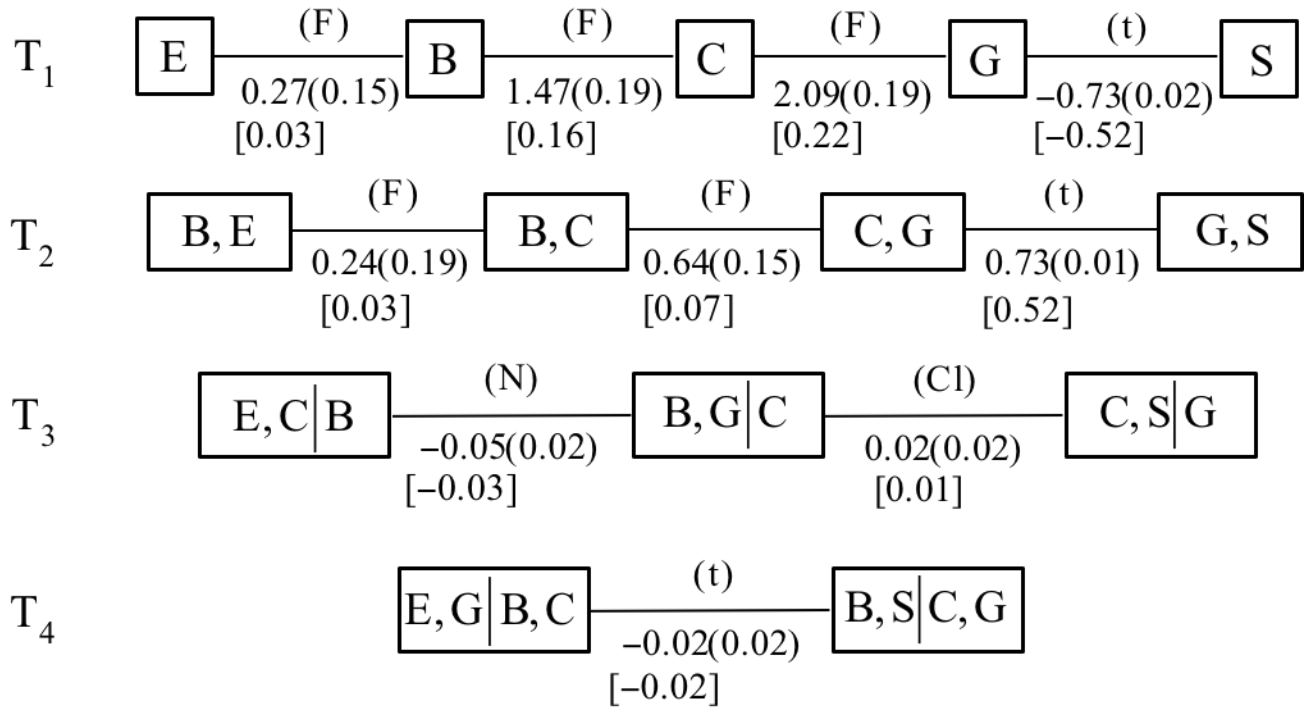 (F) (F) (F) (t)
T1 E B C G S
0.27(0.15) 1.47(0.19) 2.09(0.19) −0.73(0.02)
[0.03] [0.16] [0.22] [−0.52]
(F) (F) (t)
T2 B, E B, C C, G G, S
0.24(0.19) 0.64(0.15) 0.73(0.01)
[0.03] [0.07] [0.52]
(N) (Cl)
T3 E, C|B B, G|C C, S|G
−0.05(0.02) 0.02(0.02)
[−0.03] [0.01]
(t)
T4 E, G|B, C B, S|C, G
−0.02(0.02)
[−0.02]